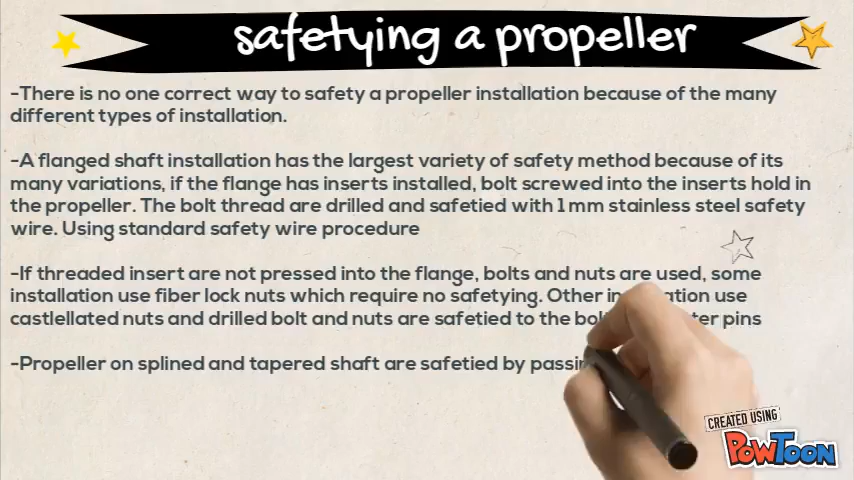 safetying a propeller
-There is no one correct way to safety a propeller installation because of the many
different types of installation.
-A flanged shaft installation has the largest variety of safety method because of its
many variations, if the flange has inserts installed, bolt screwed into the inserts hold in
the propeller. The bolt thread are drilled and safetied with 1 mm stainless steel safety
wire. Using standard safety wire procedure
-If threaded insert are not pressed into the flange, bolts and nuts are used, some
installation use fiber lock nuts which require no safetying. Other use
castlellated nuts and drilled bolt and nuts are safetied to the pins
-Propeller on splined and tapered shaft are safetied by
CREATED USING
POWTOON